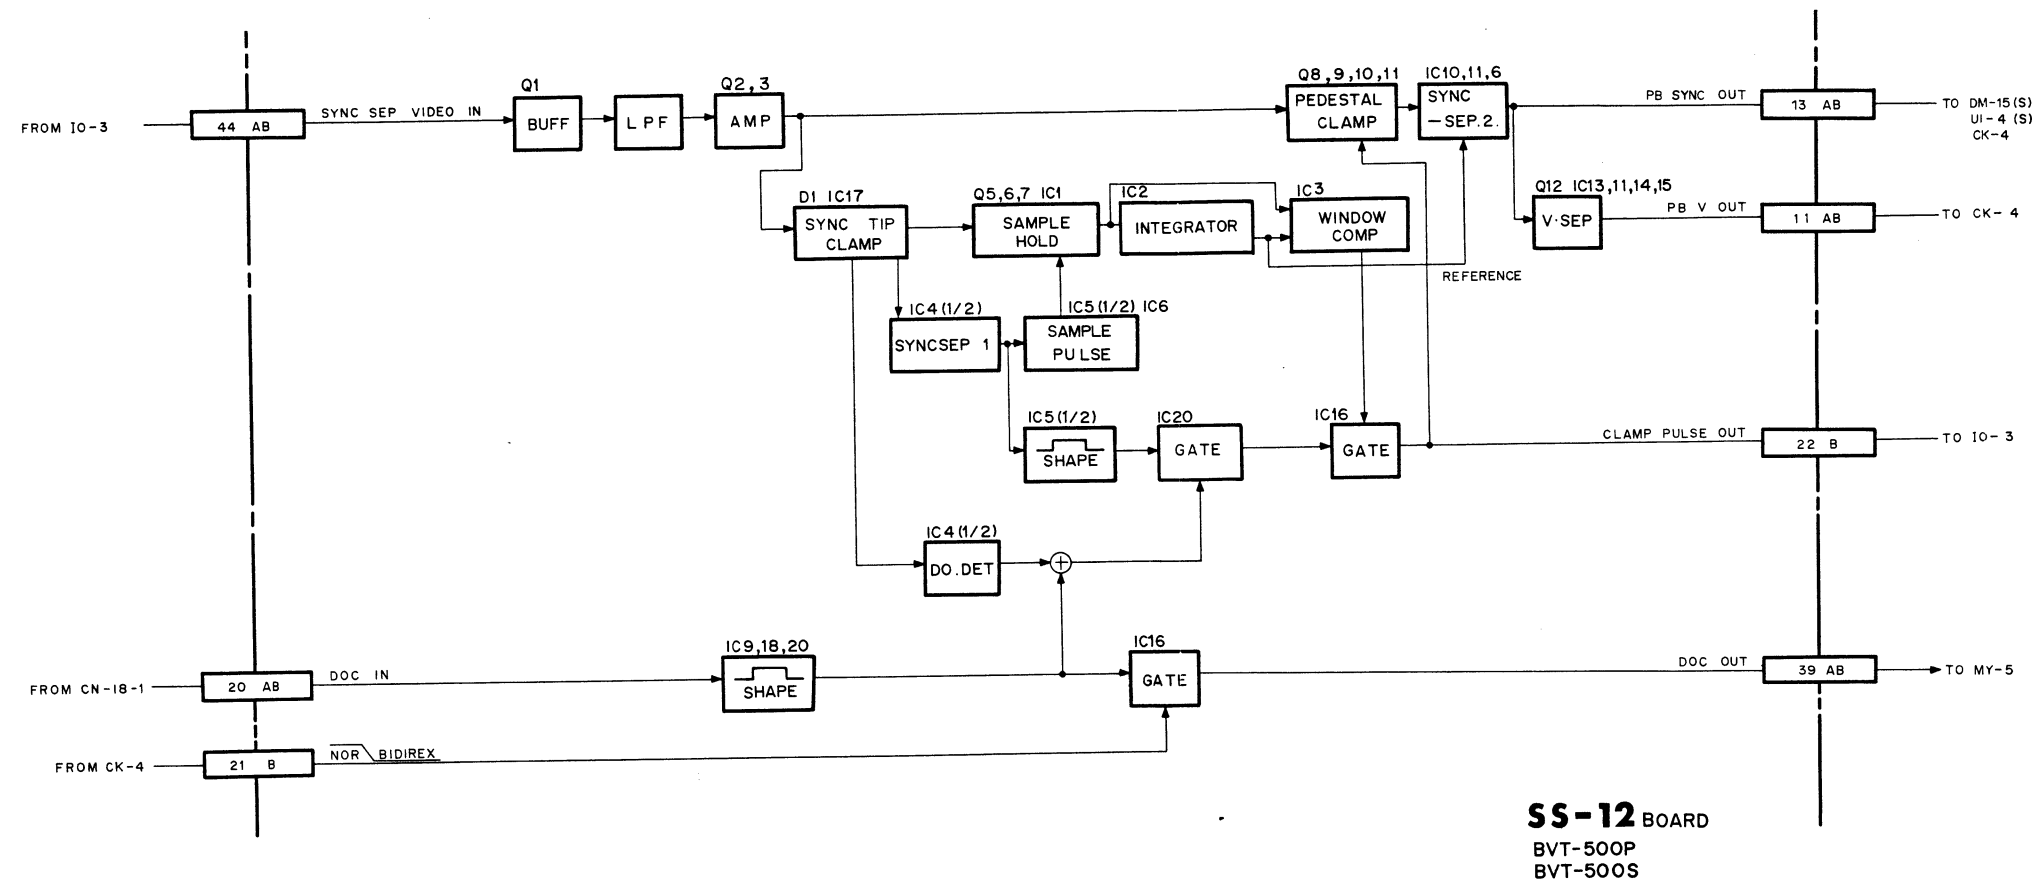 Q1
Q2, 3
Q8,9,10,11
IC10,11,6
FROM IO-3
44 AB
SYNC SEP VIDEO IN
BUFF
LPF
AMP
PEDESTAL
CLAMP
SYNC
-SEP.2.
PB SYNC OUT
13 AB
TO DM-15(S)
UI-4 (S)
CK-4
D1 IC17
SYNC TIP
CLAMP
Q5,6,7 IC1
SAMPLE
HOLD
IC2
INTEGRATOR
IC3
WINDOW
COMP
Q12 IC13,11,14,15
V·SEP
PB V OUT
11 AB
TO CK-4
REFERENCE
IC4(1/2)
SYNCSEP 1
IC5(1/2) IC6
SAMPLE
PULSE
IC5(1/2)
SHAPE
IC20
GATE
IC16
GATE
CLAMP PULSE OUT
22 B
TO IO-3
IC4(1/2)
DO.DET
+
FROM CN-18-1
20 AB
DOC IN
IC9,18,20
SHAPE
IC16
GATE
DOC OUT
39 AB
TO MY-5
FROM CK-4
21 B
NOR BIDIREX
SS-12 BOARD
BVT-500P
BVT-500S